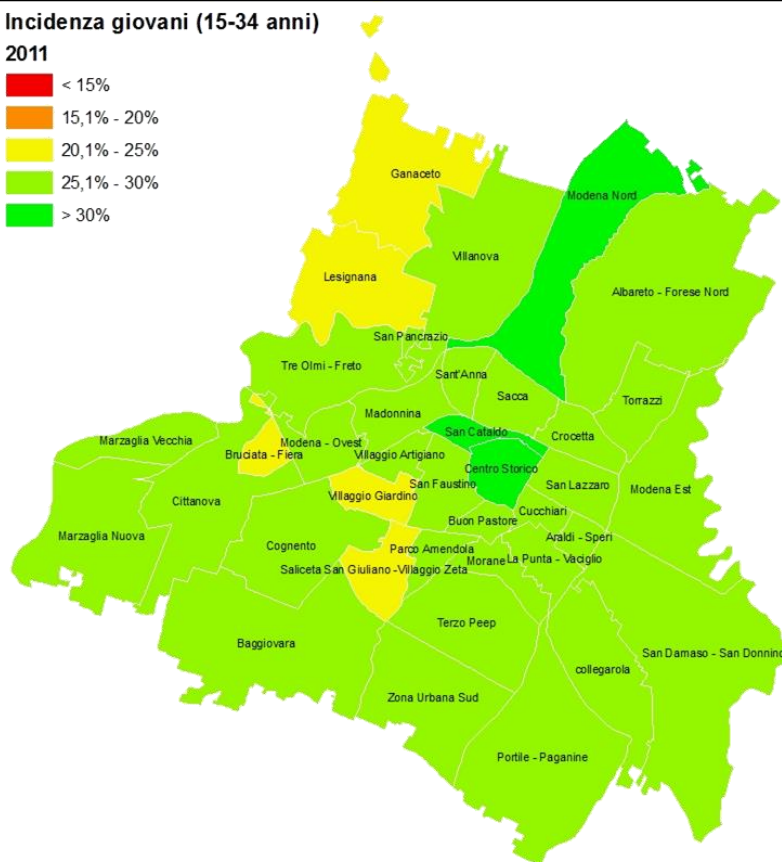 Incidenza giovani (15-34 anni)
2011
< 15%
15,1% - 20%
20,1% - 25%
25,1% - 30%
> 30%
Ganaceto
Modena Nord
Villanova
Lesignana
Albareto - Forese Nord
San Pancrazio
Tre Olmi - Freto
Sant'Anna
Sacca
Torrazzi
Madonnina
San Cataldo
Crocetta
Marzaglia Vecchia
Modena - Ovest
Bruciata - Fiera
Villaggio Artigiano
Centro Storico
San Faustino
San Lazzaro
Modena Est
Cittanova
Villaggio Giardino
Cucchiari
Buon Pastore
Marzaglia Nuova
Araldi - Speri
Cognento
Parco Amendola
Morane
La Punta - Vaciglio
Saliceta San Giuliano -Villaggio Zeta
Terzo Peep
Baggiovara
San Damaso - San Donnino
collegarola
Zona Urbana Sud
Portile - Paganine